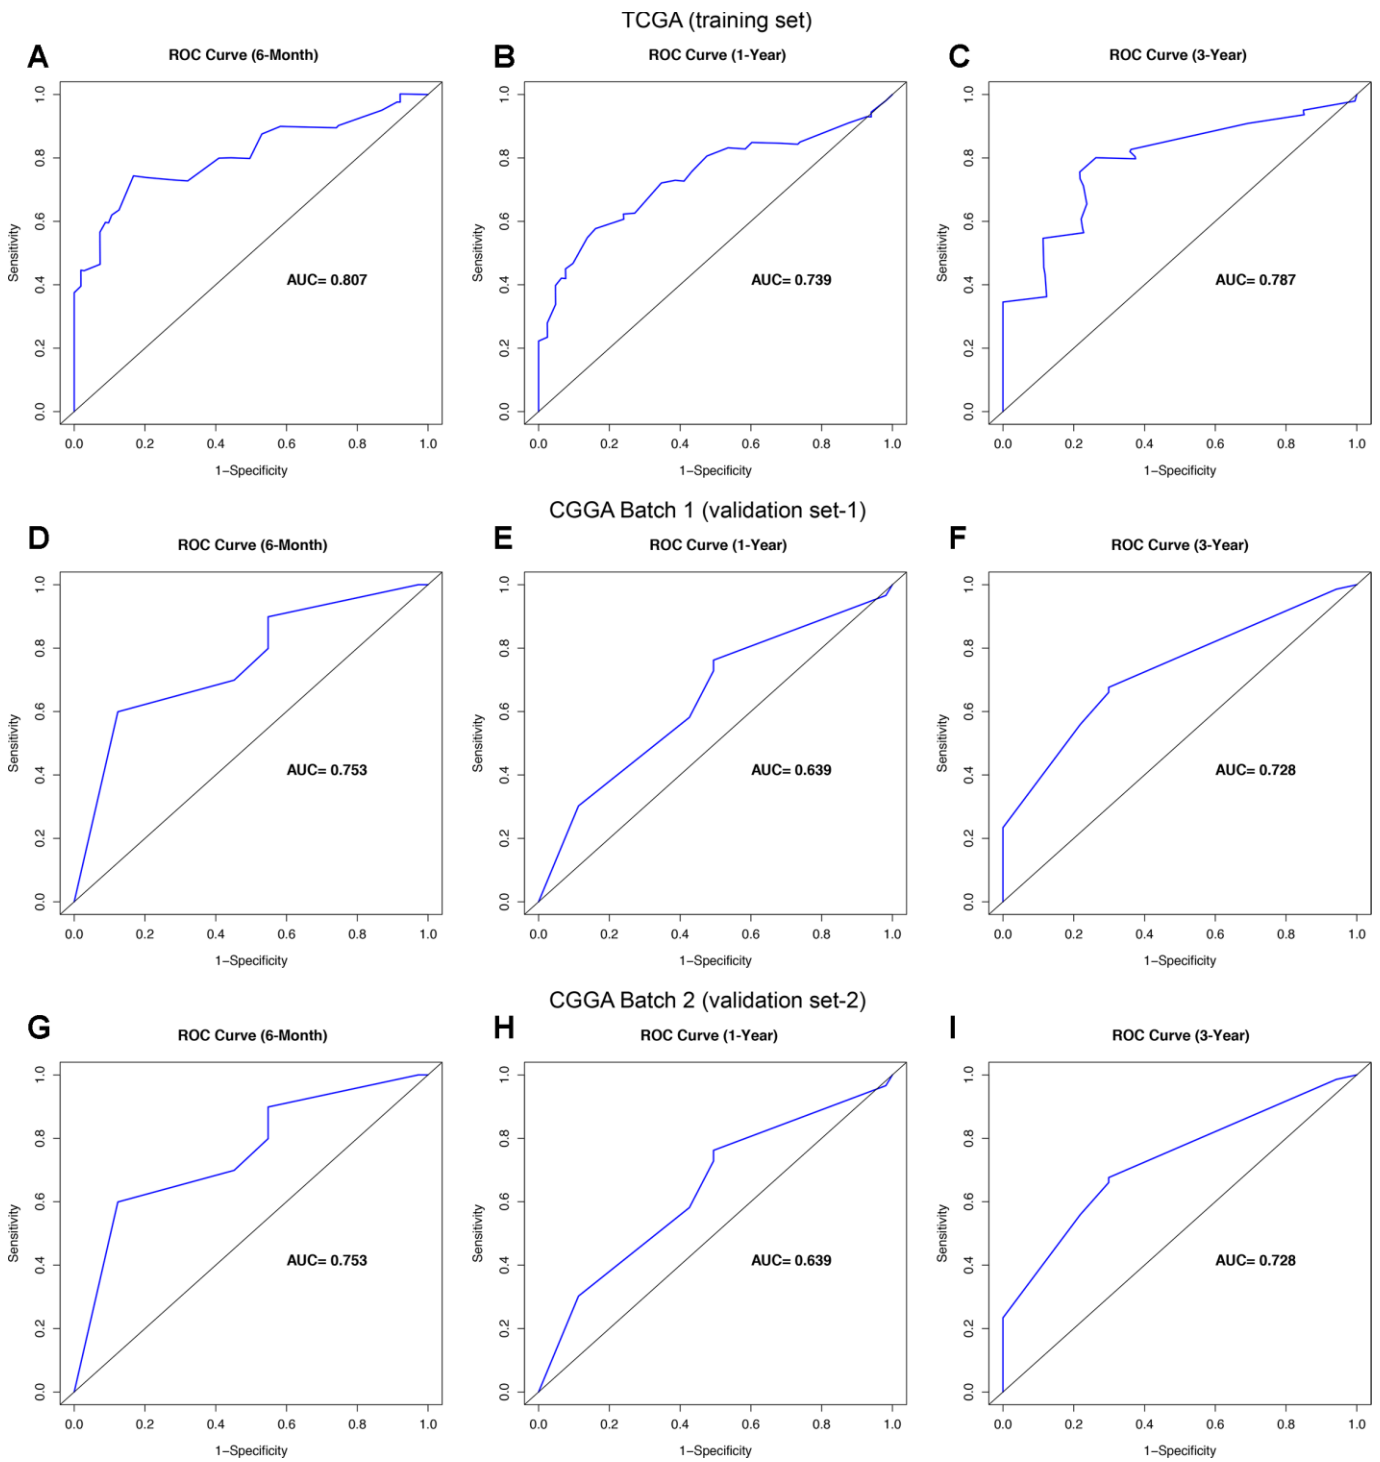 TCGA (training set)
A
ROC Curve (6-Month)
B
ROC Curve (1-Year)
C
ROC Curve (3-Year)
Sensitivity
0.0 0.2 0.4 0.6 0.8 1.0
AUC= 0.807
0.0 0.2 0.4 0.6 0.8 1.0
1−Specificity
Sensitivity
0.0 0.2 0.4 0.6 0.8 1.0
AUC= 0.739
0.0 0.2 0.4 0.6 0.8 1.0
1−Specificity
Sensitivity
0.0 0.2 0.4 0.6 0.8 1.0
AUC= 0.787
0.0 0.2 0.4 0.6 0.8 1.0
1−Specificity
CGGA Batch 1 (validation set-1)
D
ROC Curve (6-Month)
E
ROC Curve (1-Year)
F
ROC Curve (3-Year)
Sensitivity
0.0 0.2 0.4 0.6 0.8 1.0
AUC= 0.753
0.0 0.2 0.4 0.6 0.8 1.0
1−Specificity
Sensitivity
0.0 0.2 0.4 0.6 0.8 1.0
AUC= 0.639
0.0 0.2 0.4 0.6 0.8 1.0
1−Specificity
Sensitivity
0.0 0.2 0.4 0.6 0.8 1.0
AUC= 0.728
0.0 0.2 0.4 0.6 0.8 1.0
1−Specificity
CGGA Batch 2 (validation set-2)
G
ROC Curve (6-Month)
H
ROC Curve (1-Year)
I
ROC Curve (3-Year)
Sensitivity
0.0 0.2 0.4 0.6 0.8 1.0
AUC= 0.753
0.0 0.2 0.4 0.6 0.8 1.0
1−Specificity
Sensitivity
0.0 0.2 0.4 0.6 0.8 1.0
AUC= 0.639
0.0 0.2 0.4 0.6 0.8 1.0
1−Specificity
Sensitivity
0.0 0.2 0.4 0.6 0.8 1.0
AUC= 0.728
0.0 0.2 0.4 0.6 0.8 1.0
1−Specificity